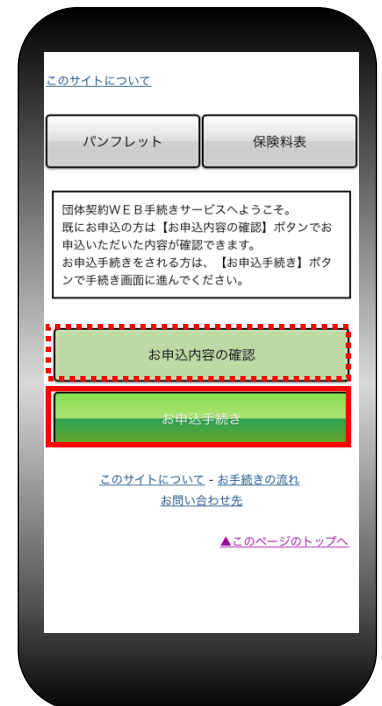 このサイトについて
パンフレット
保険料表
団体契約ＷＥＢ手続きサービスへようこそ。
既にお申込の方は【お申込内容の確認】ボタンでお
申込いただいた内容が確認できます。
お申込手続きをされる方は、【お申込手続き】ボタ
ンで手続き画面に進んでください。
お申込内容の確認
お申込手続き
このサイトについて - お手続きの流れ
お問い合わせ先
▲このページのトップへ